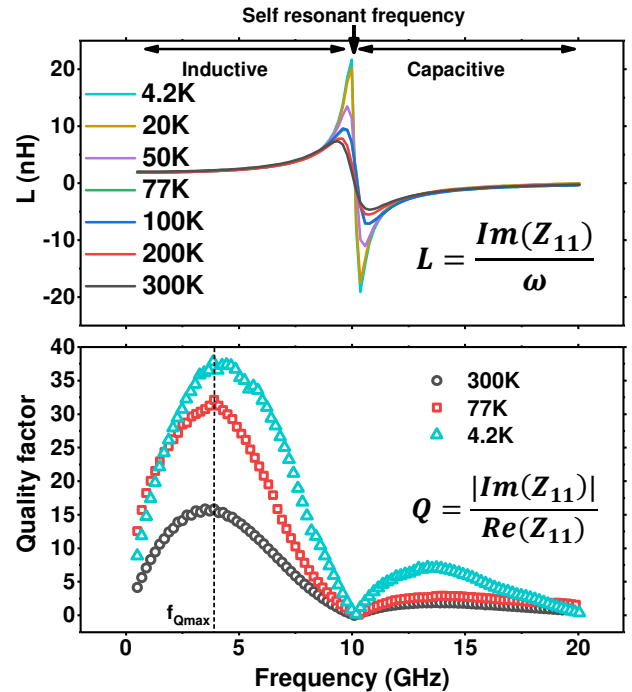 Self resonant frequency
Inductive
Capacitive
L (nH)
20
10
0
-10
-20
4.2K
20K
50K
77K
100K
200K
300K
L = Im(Z₁₁) / ω
Quality factor
40
35
30
25
20
15
10
5
0
300K
77K
4.2K
Q = |Im(Z₁₁)| / Re(Z₁₁)
f_Qmax
0 5 10 15 20
Frequency (GHz)